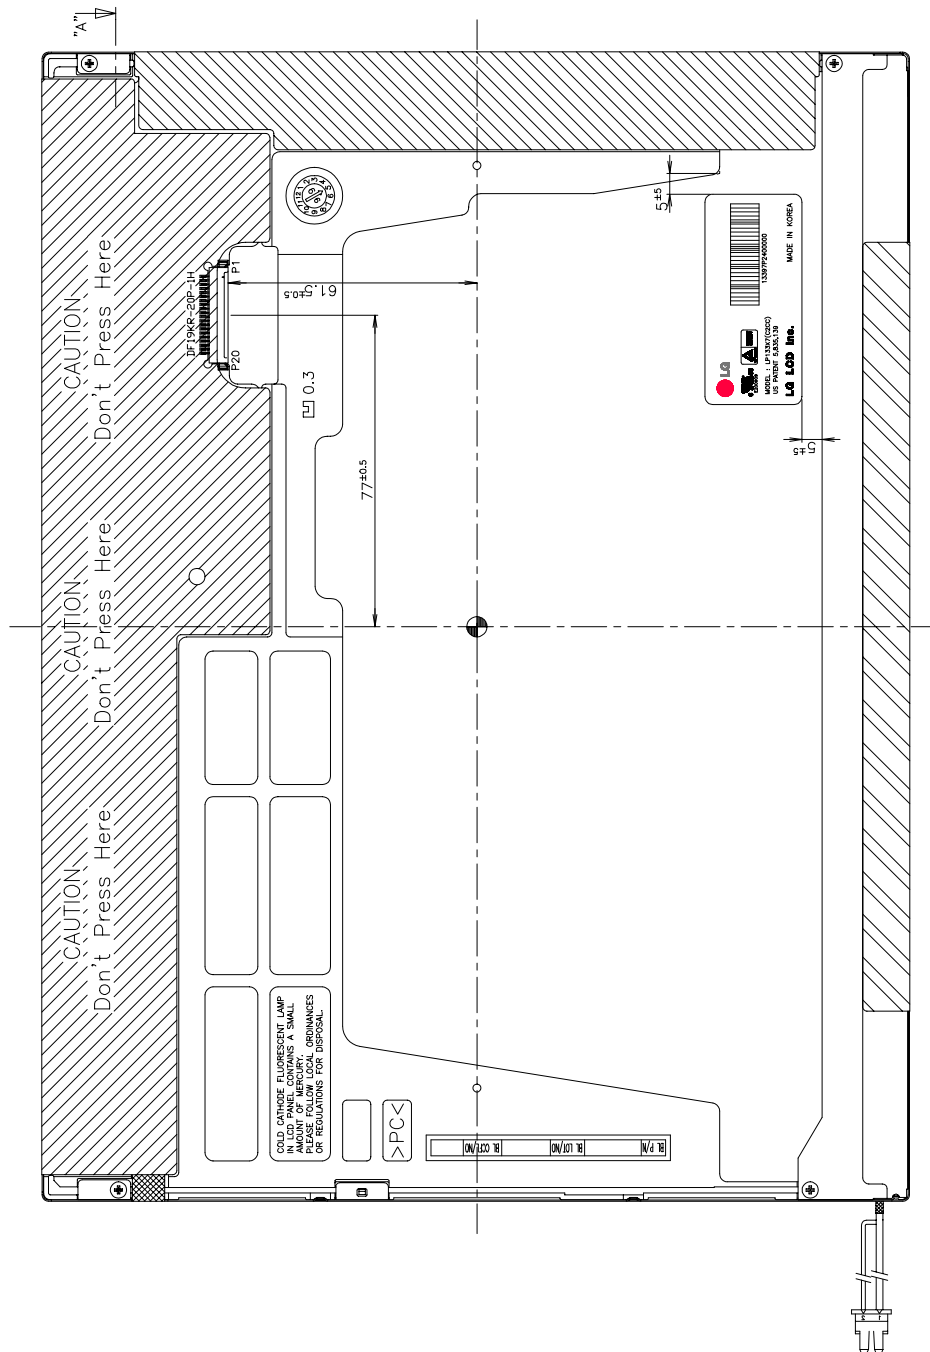 "A"
CAUTION
Don't Press Here
CAUTION
Don't Press Here
CAUTION
Don't Press Here
DF19KR-20P-1H
P1
P20
61.5
±0.5
77±0.5
0.3
5±5
5
±5
LG
MODEL : LP133X7(C2CC)
US PATENT 5,835,139
LG LCD Inc.
13397P2400000
MADE IN KOREA
COLD CATHODE FLUORESCENT LAMP
IN LCD PANEL CONTAINS A SMALL
AMOUNT OF MERCURY.
PLEASE FOLLOW LOCAL ORDINANCES
OR REGULATIONS FOR DISPOSAL.
>PC<
BL P/N
BL LOT/NO
BL CCFL/NO